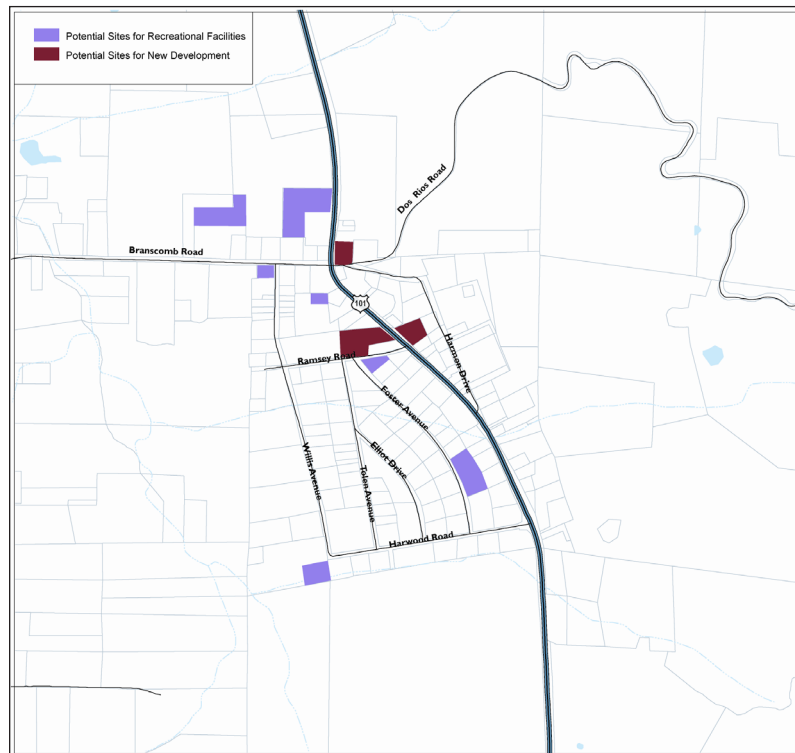 Potential Sites for Recreational Facilities
Potential Sites for New Development
Dos Rios Road
Branscomb Road
101
Harmon Drive
Ramsey Road
Foster Avenue
Elliot Drive
Willis Avenue
Tolen Avenue
Harwood Road